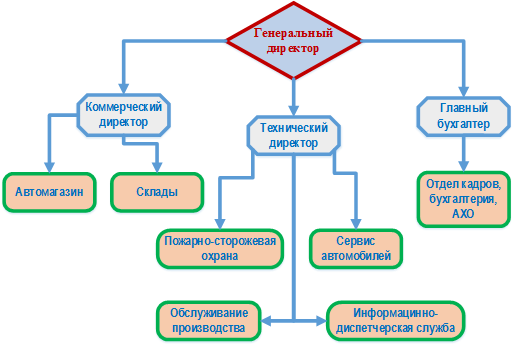 Генеральный
директор
Коммерческий
директор
Технический
директор
Главный
бухгалтер
Автомагазин
Склады
Отдел кадров,
бухгалтерия,
АХО
Пожарно-сторожевая
охрана
Сервис
автомобилей
Обслуживание
производства
Информацинно-
диспетчерская служба